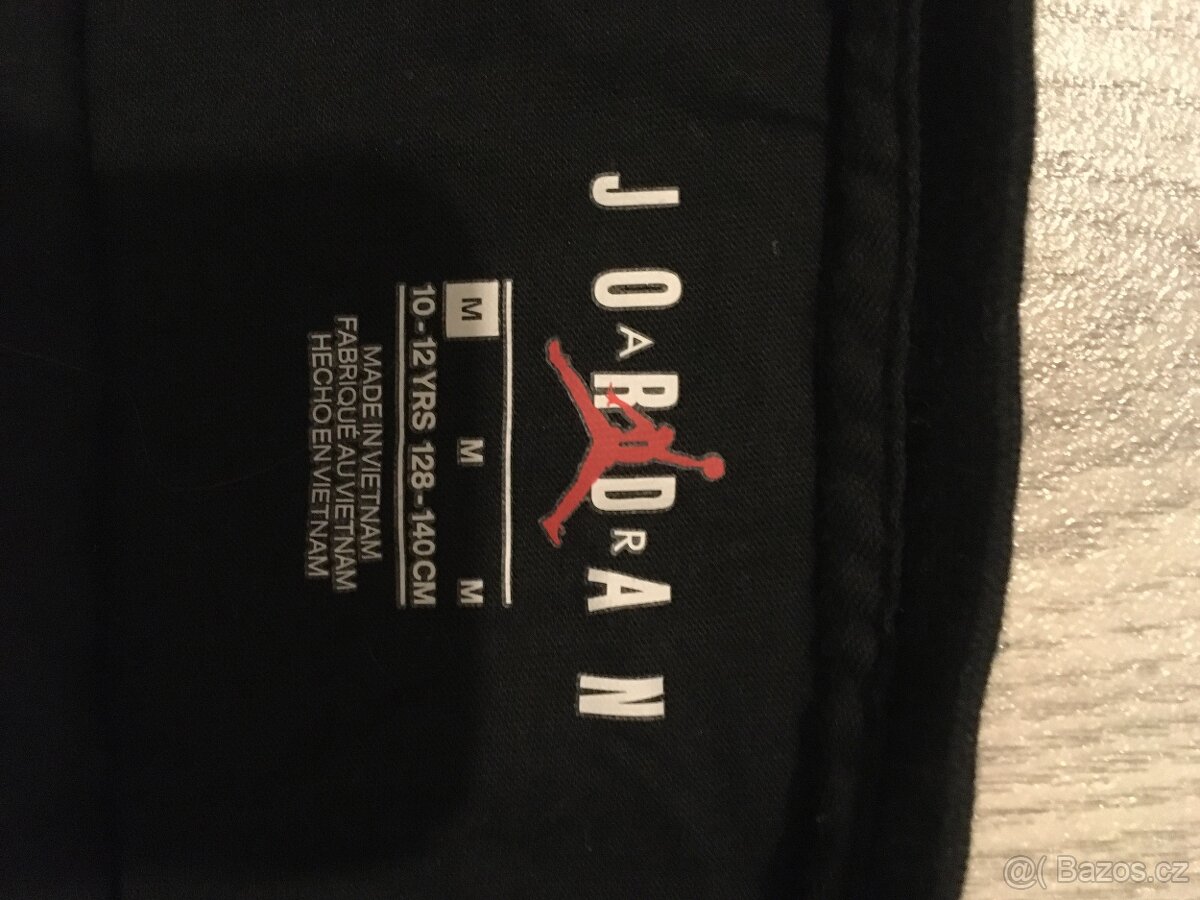 JORDAN
AIR
M M M
10-12 YRS 128-140 CM
MADE IN VIETNAM
FABRIQUÉ AU VIETNAM
HECHO EN VIETNAM
@( Bazos.cz